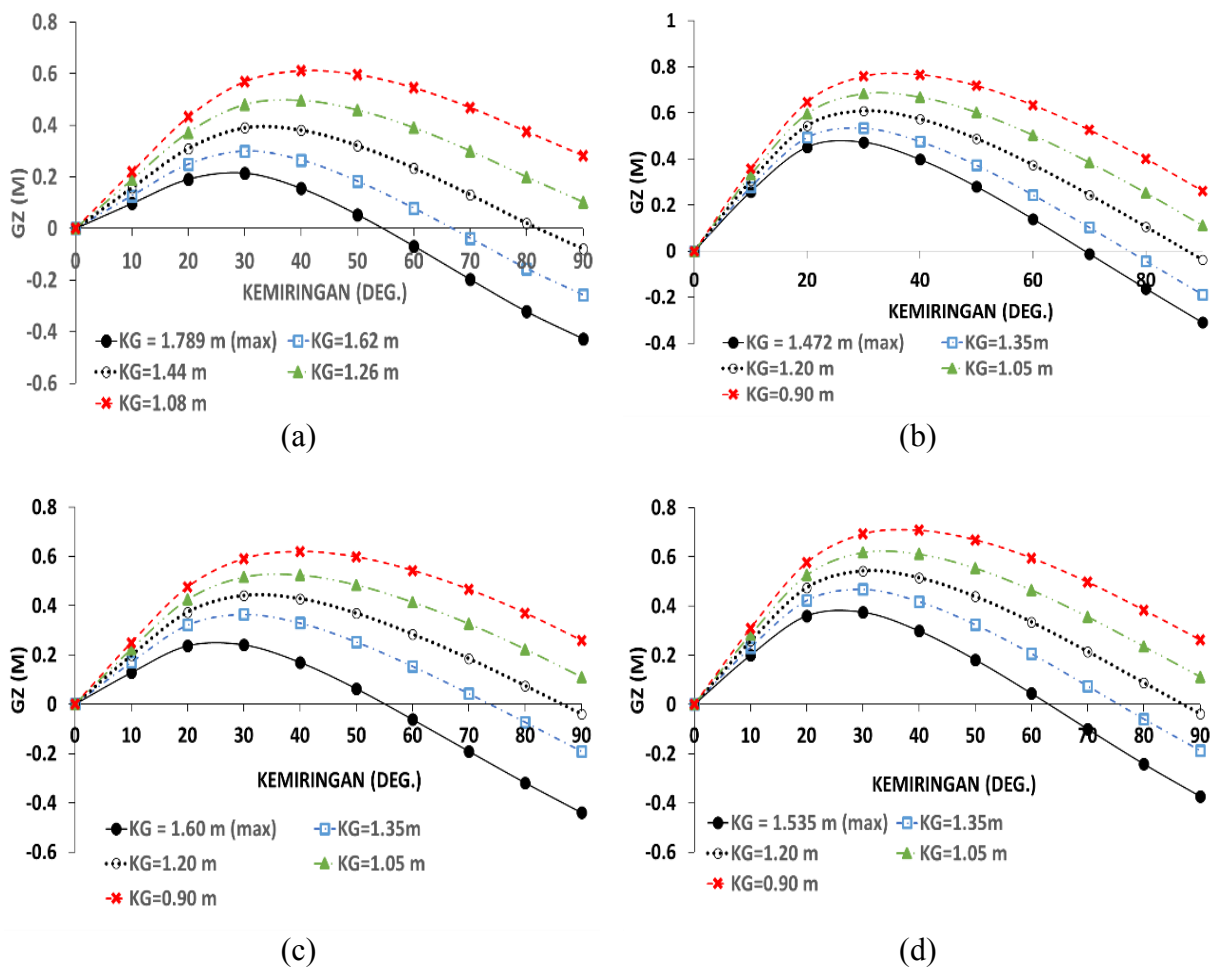 0.8
0.6
0.4
0.2
0
-0.2
-0.4
-0.6
GZ (M)
0 10 20 30 40 50 60 70 80 90
KEMIRINGAN (DEG.)
KG = 1.789 m (max) KG=1.62 m
KG=1.44 m KG=1.26 m
KG=1.08 m
(a)
1
0.8
0.6
0.4
0.2
0
-0.2
-0.4
GZ (M)
0 20 40 60 80
KEMIRINGAN (DEG.)
KG = 1.472 m (max) KG=1.35m
KG=1.20 m KG=1.05 m
KG=0.90 m
(b)
0.8
0.6
0.4
0.2
0
-0.2
-0.4
-0.6
GZ (M)
0 10 20 30 40 50 60 70 80 90
KEMIRINGAN (DEG.)
KG = 1.60 m (max) KG=1.35m
KG=1.20 m KG=1.05 m
KG=0.90 m
(c)
0.8
0.6
0.4
0.2
0
-0.2
-0.4
-0.6
GZ (M)
0 10 20 30 40 50 60 70 80 90
KEMIRINGAN (DEG.)
KG = 1.535 m (max) KG=1.35m
KG=1.20 m KG=1.05 m
KG=0.90 m
(d)